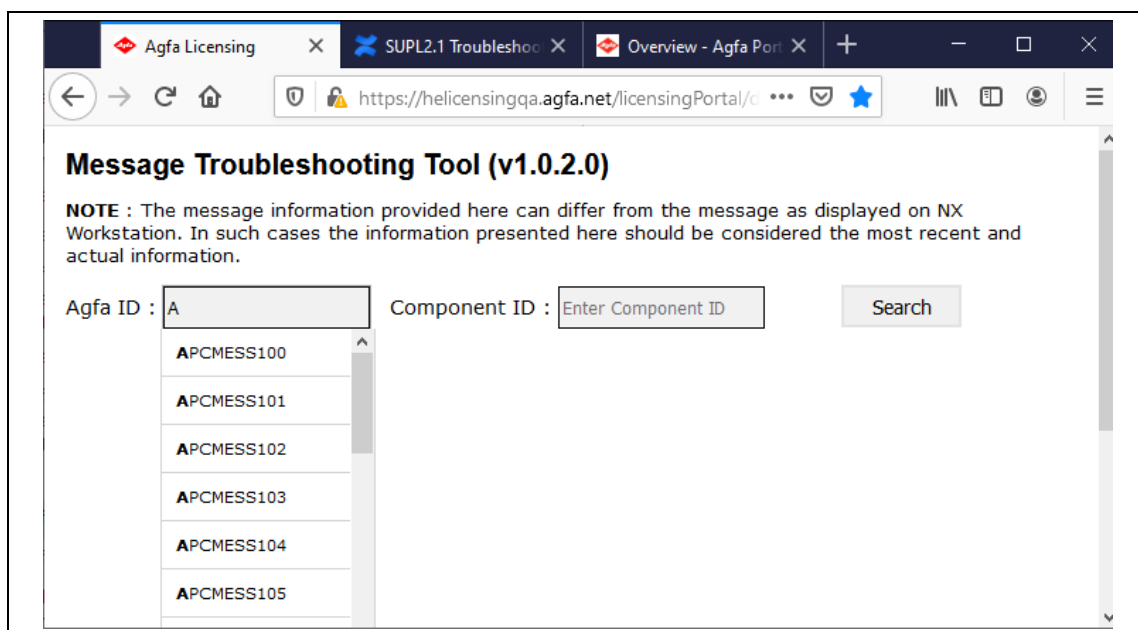 Agfa Licensing
SUPL2.1 Troubleshoo
Overview - Agfa Port
https://helicensingqa.agfa.net/licensingPortal/
Message Troubleshooting Tool (v1.0.2.0)
NOTE : The message information provided here can differ from the message as displayed on NX
Workstation. In such cases the information presented here should be considered the most recent and
actual information.
Agfa ID : A Component ID : Enter Component ID Search
APCMESS100
APCMESS101
APCMESS102
APCMESS103
APCMESS104
APCMESS105